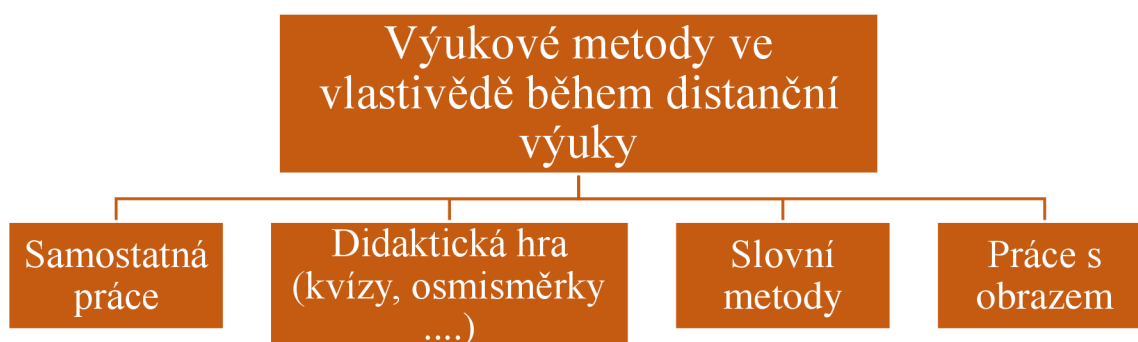 Výukové metody ve
vlastivědě během distanční
výuky
Samostatná
práce
Didaktická hra
(kvízy, osmisměrky
....)
Slovní
metody
Práce s
obrazem